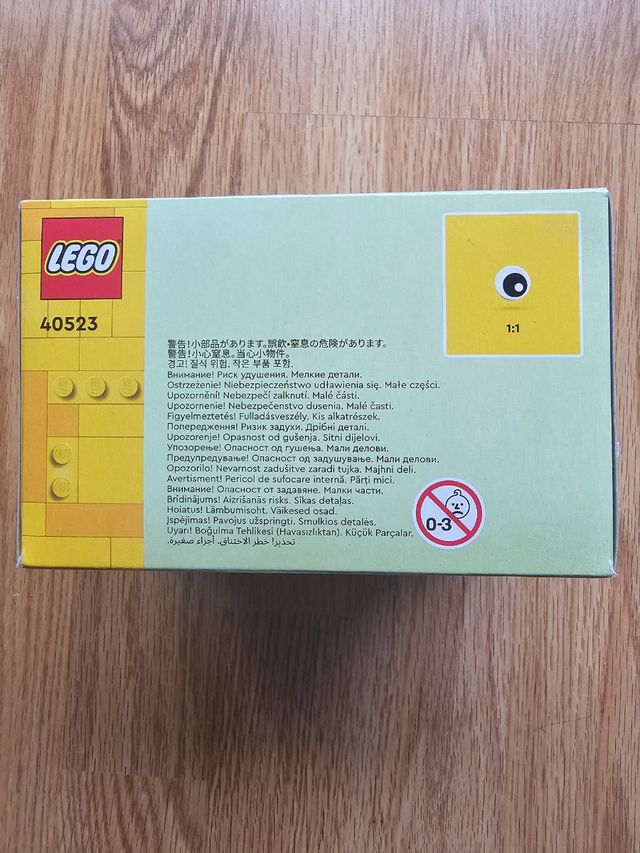 LEGO
40523
1:1
警告!小部品があります。誤飲・窒息の危険があります。
警告!小心窒息。当心小物件。
경고! 질식 위험. 작은 부품 포함.
Внимание! Риск удушения. Мелкие детали.
Ostrzeżenie! Niebezpieczeństwo udławienia się. Małe części.
Upozornění! Nebezpečí zalknutí. Malé části.
Upozornenie! Nebezpečenstvo dusenia. Malé časti.
Figyelmeztetés! Fulladásveszély. Kis alkatrészek.
Попередження! Ризик задухи. Дрібні деталі.
Upozorenje! Opasnost od gušenja. Sitni dijelovi.
Упозорење! Опасност од гушења. Мали делови.
Предупредување! Опасност од задушување. Мали делови.
Opozorilo! Nevarnost zadušitve zaradi tujka. Majhni deli.
Avertisment! Pericol de sufocare internă. Părți mici.
Внимание! Опасност от задавяне. Малки части.
Brīdinājums! Aizrīšanās risks. Sīkas detaļas.
Hoiatus! Lämbumisoht. Väikesed osad.
Įspėjimas! Pavojus užspringti. Smulkios detalės.
Uyarı! Boğulma Tehlikesi (Havasızlıktan). Küçük Parçalar.
تحذير! خطر الاختناق. أجزاء صغيرة.
0-3